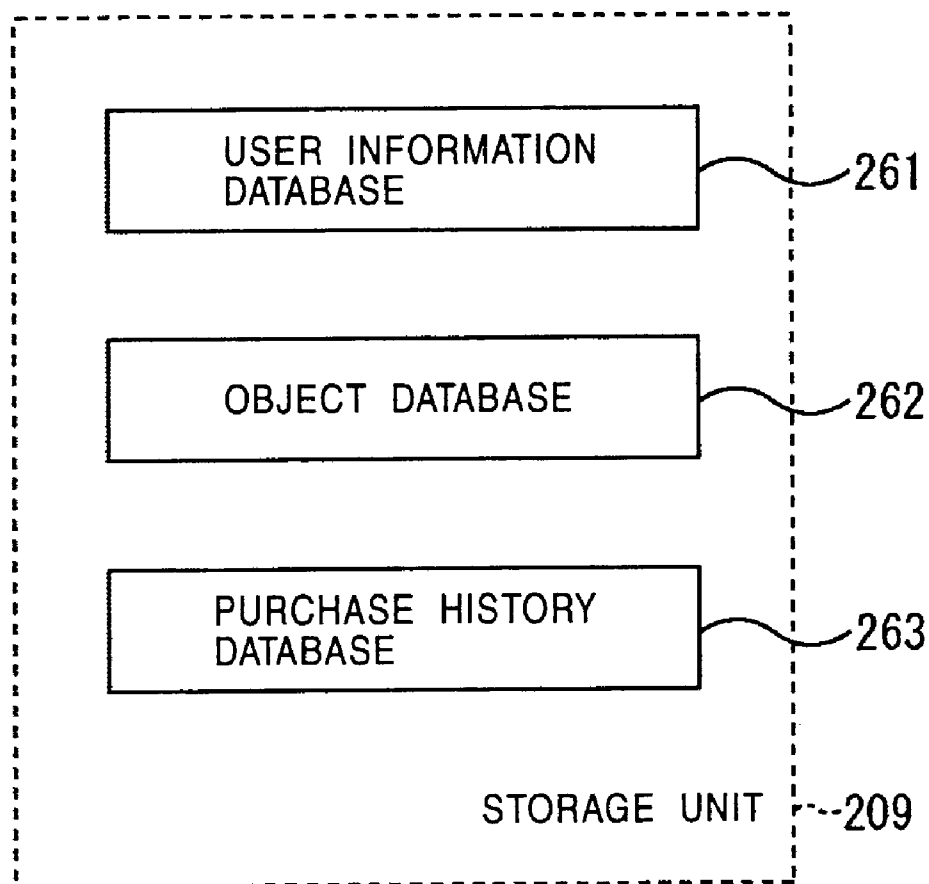 USER INFORMATION
DATABASE
261
OBJECT DATABASE
262
PURCHASE HISTORY
DATABASE
263
STORAGE UNIT
209